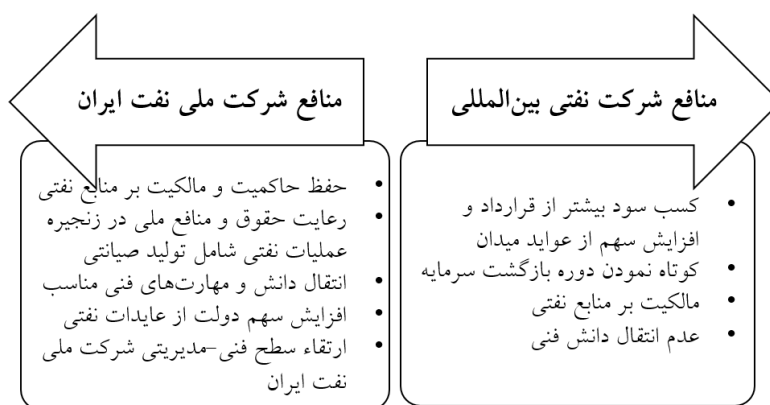 منافع شرکت نفتی بین‌المللی
کسب سود بیشتر از قرارداد و
افزایش سهم از عواید میدان
کوتاه نمودن دوره بازگشت سرمایه
مالکیت بر منابع نفتی
عدم انتقال دانش فنی
منافع شرکت ملی نفت ایران
حفظ حاکمیت و مالکیت بر منابع نفتی
رعایت حقوق و منافع ملی در زنجیره
عملیات نفتی شامل تولید صیانتی
انتقال دانش و مهارت‌های فنی مناسب
افزایش سهم دولت از عایدات نفتی
ارتقاء سطح فنی–مدیریتی شرکت ملی
نفت ایران